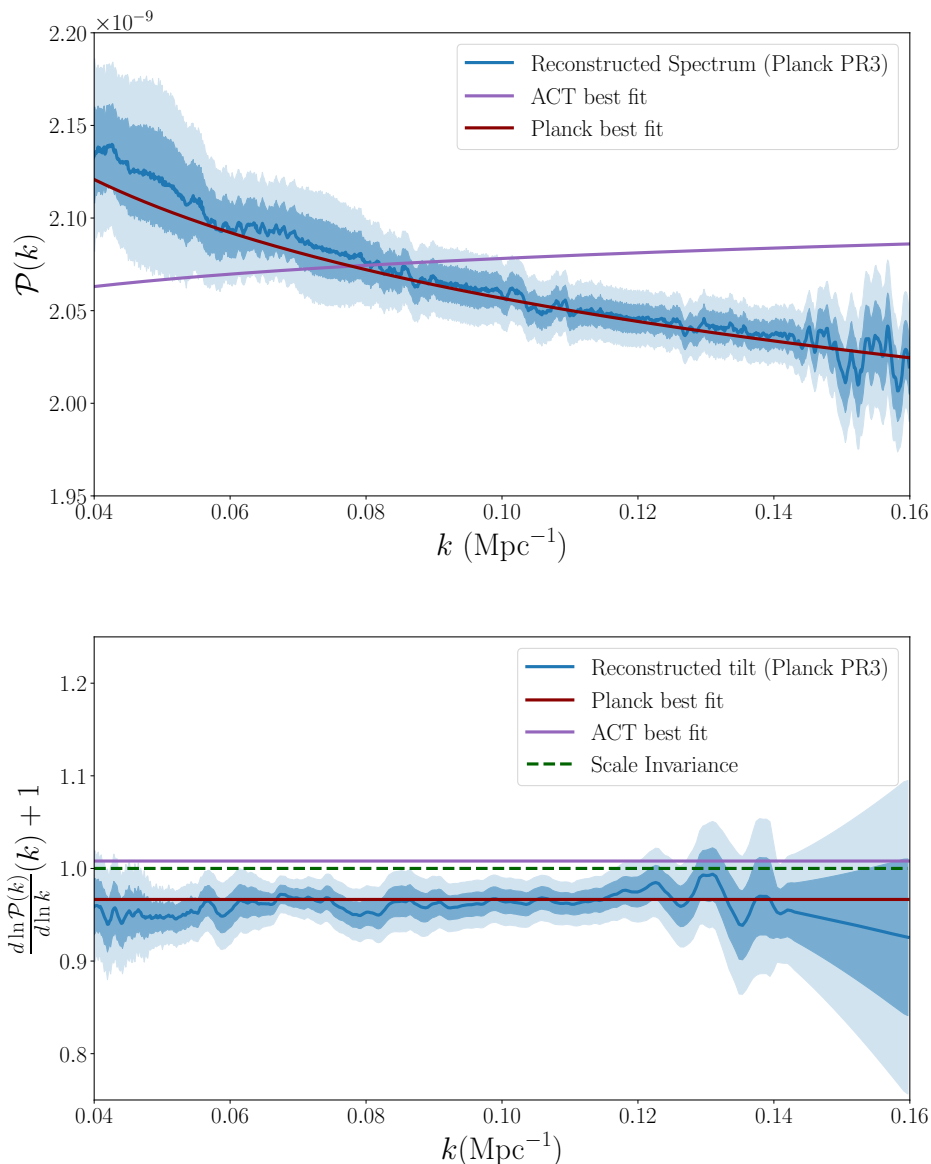 ×10⁻⁹
2.20
2.15
2.10
2.05
2.00
1.95
𝒫(k)
Reconstructed Spectrum (Planck PR3)
ACT best fit
Planck best fit
0.04 0.06 0.08 0.10 0.12 0.14 0.16
k (Mpc⁻¹)
1.2
1.1
1.0
0.9
0.8
d ln 𝒫(k)/d ln k (k) + 1
Reconstructed tilt (Planck PR3)
Planck best fit
ACT best fit
Scale Invariance
0.04 0.06 0.08 0.10 0.12 0.14 0.16
k(Mpc⁻¹)